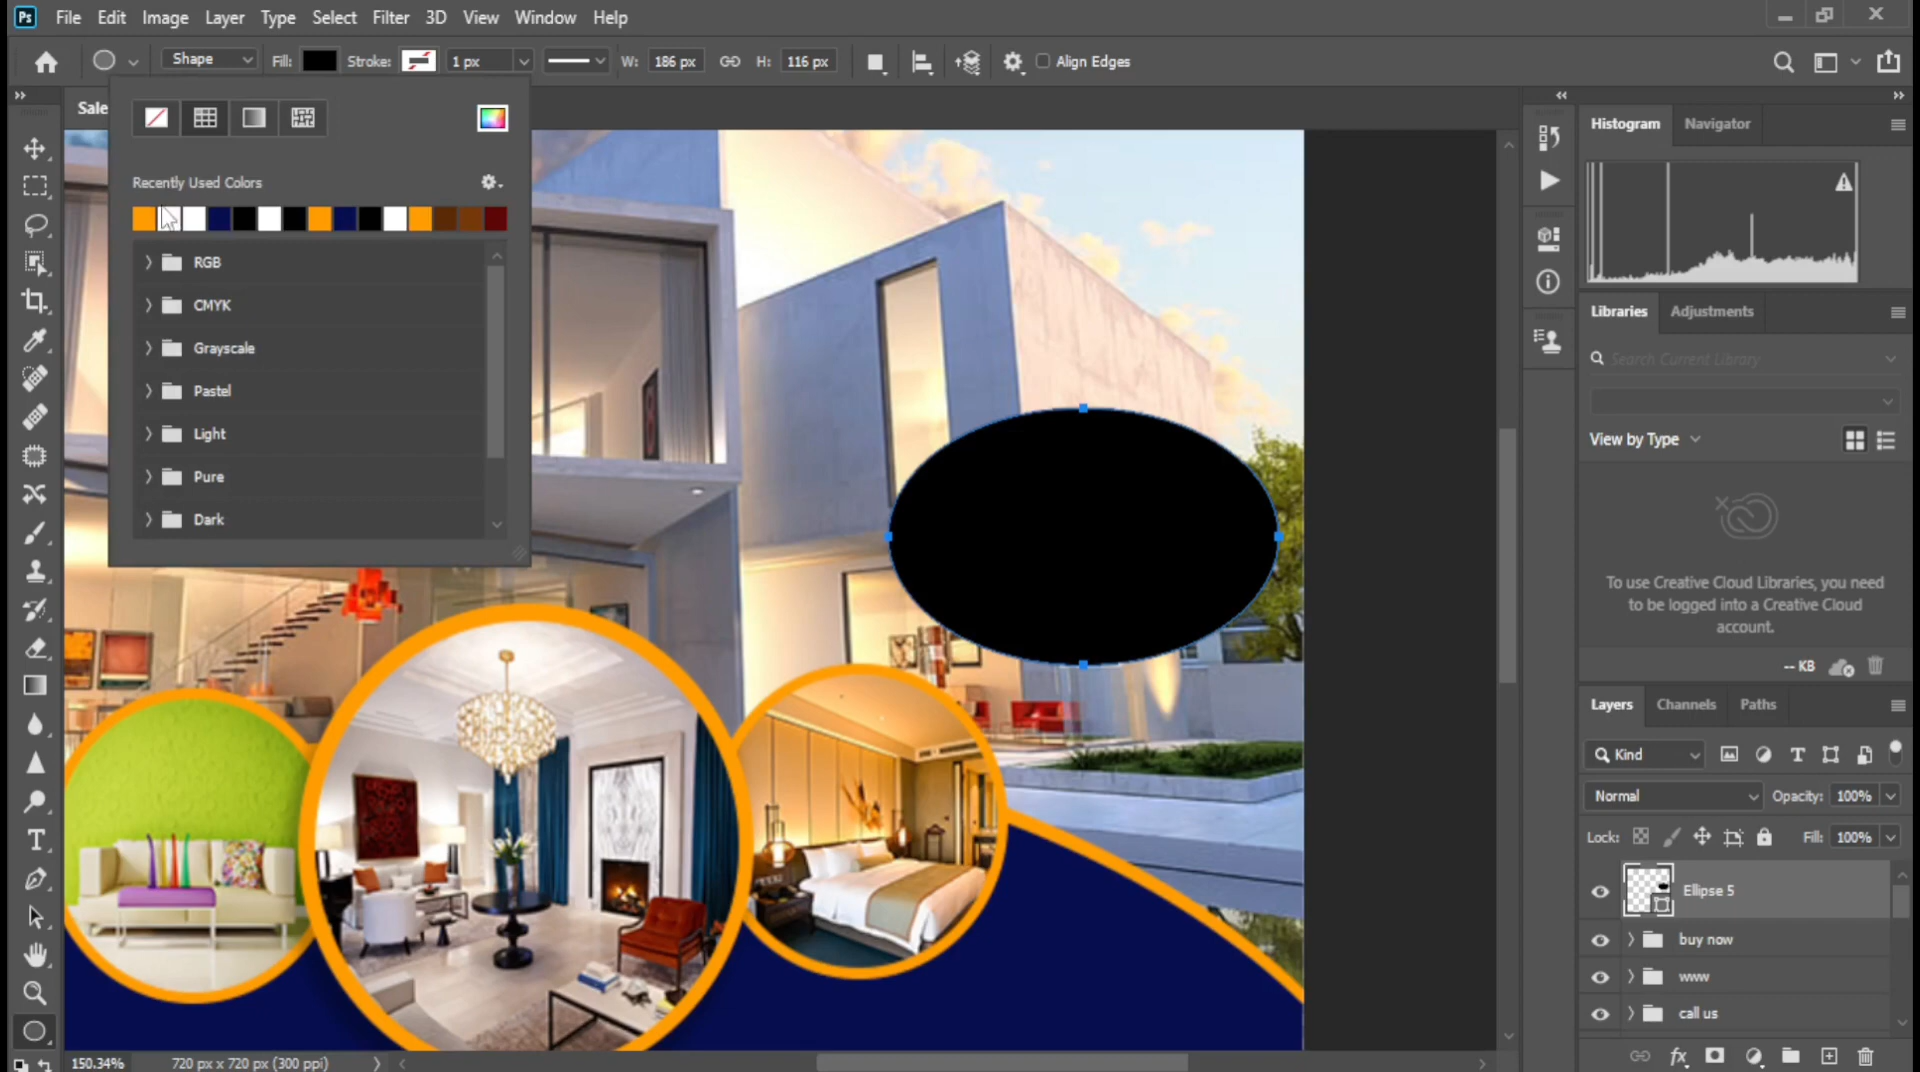 Ps File Edit Image Layer Type Select Filter 3D View Window Help
Shape Fill: Stroke: 1 px W: 186 px H: 116 px Align Edges
Sale
Recently Used Colors
RGB
CMYK
Grayscale
Pastel
Light
Pure
Dark
Histogram Navigator
Libraries Adjustments
Search Current Library
View by Type
To use Creative Cloud Libraries, you need
to be logged into a Creative Cloud
account.
-- KB
Layers Channels Paths
Kind
Normal Opacity: 100%
Lock: Fill: 100%
Ellipse 5
buy now
www
call us
150.34% 720 px x 720 px (300 ppi)